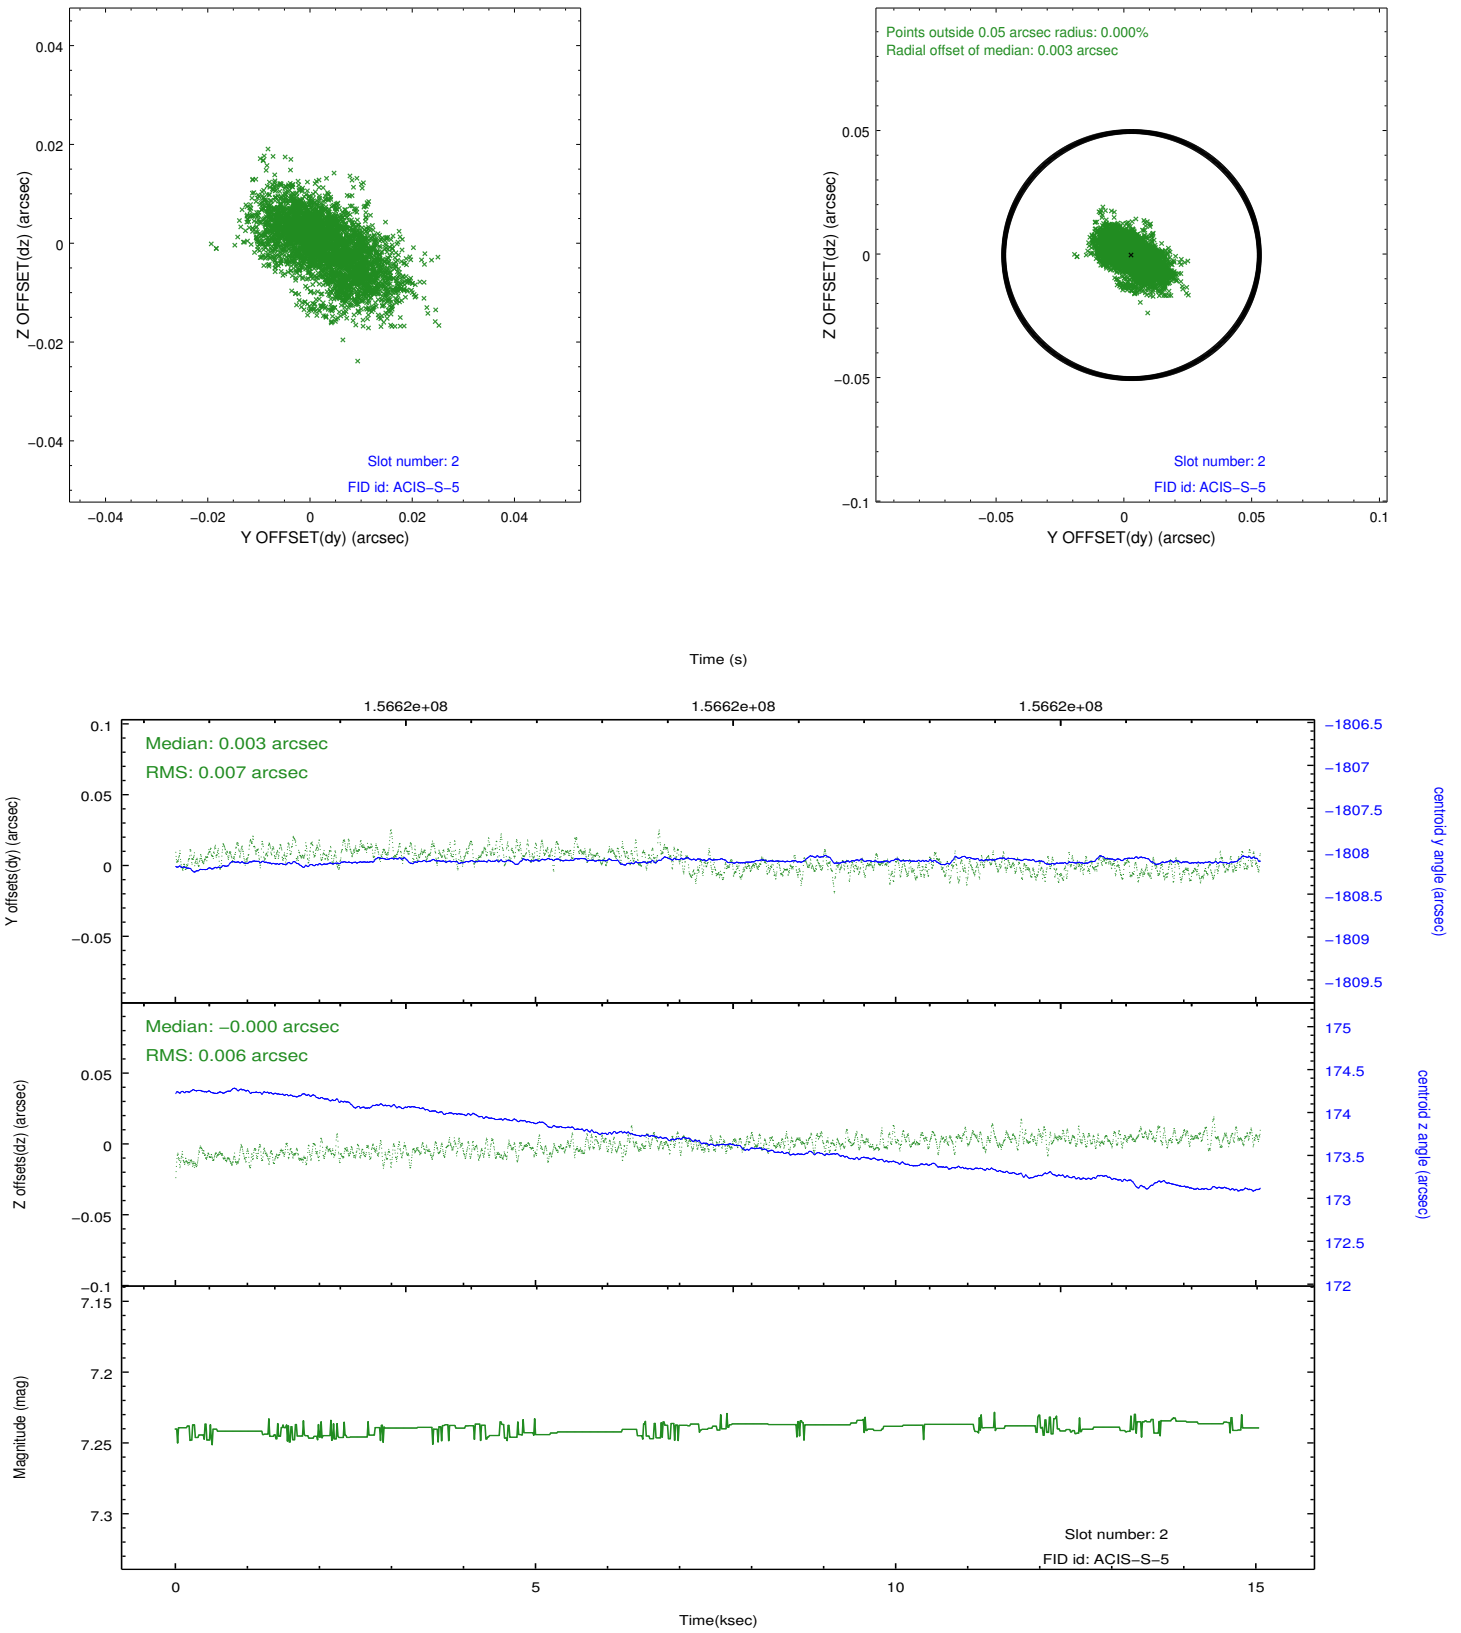 0.04
0.02
0
−0.02
−0.04
Z OFFSET(dz) (arcsec)
Slot number: 2
FID id: ACIS−S−5
−0.04
−0.02
0
0.02
0.04
Y OFFSET(dy) (arcsec)
Points outside 0.05 arcsec radius: 0.000%
Radial offset of median: 0.003 arcsec
0.05
0
−0.05
−0.1
Z OFFSET(dz) (arcsec)
Slot number: 2
FID id: ACIS−S−5
−0.05
0
0.05
0.1
Y OFFSET(dy) (arcsec)
Time (s)
1.5662e+08
1.5662e+08
1.5662e+08
0.1
0.05
0
−0.05
Y offsets(dy) (arcsec)
Median: 0.003 arcsec
RMS: 0.007 arcsec
−1806.5
−1807
−1807.5
−1808
−1808.5
−1809
−1809.5
centroid y angle (arcsec)
Median: −0.000 arcsec
RMS: 0.006 arcsec
0.05
0
−0.05
−0.1
Z offsets(dz) (arcsec)
175
174.5
174
173.5
173
172.5
172
centroid z angle (arcsec)
7.15
7.2
7.25
7.3
Magnitude (mag)
Slot number: 2
FID id: ACIS−S−5
0
5
10
15
Time(ksec)